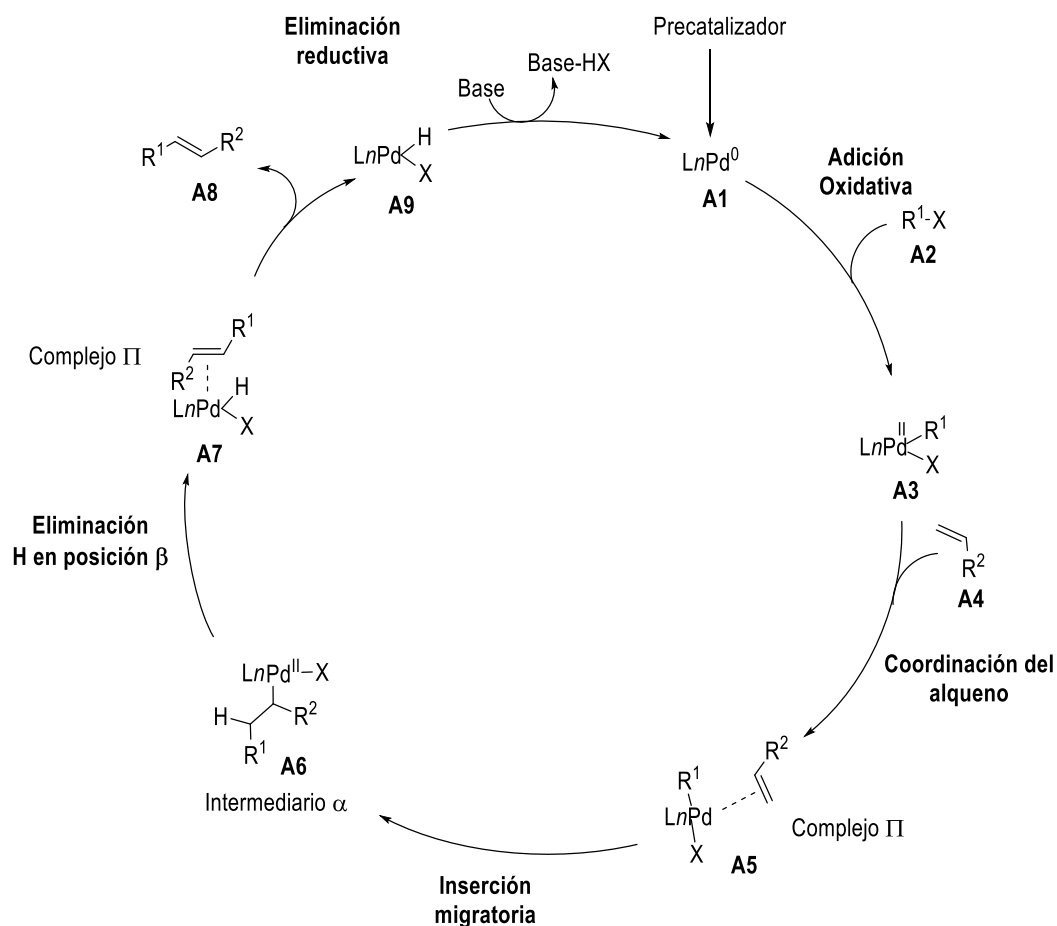 Eliminación
reductiva
Precatalizador
Base
Base-HX
R¹
R²
A8
LnPd
H
X
A9
LnPd⁰
A1
Adición
Oxidativa
R¹-X
A2
Complejo Π
R¹
R²
H
LnPd
X
A7
II
LnPd
R¹
X
A3
Eliminación
H en posición β
R²
A4
Coordinación del
alqueno
LnPdᴵᴵ–X
H
R²
R¹
A6
Intermediario α
R²
R¹
LnPd
X
A5
Complejo Π
Inserción
migratoria